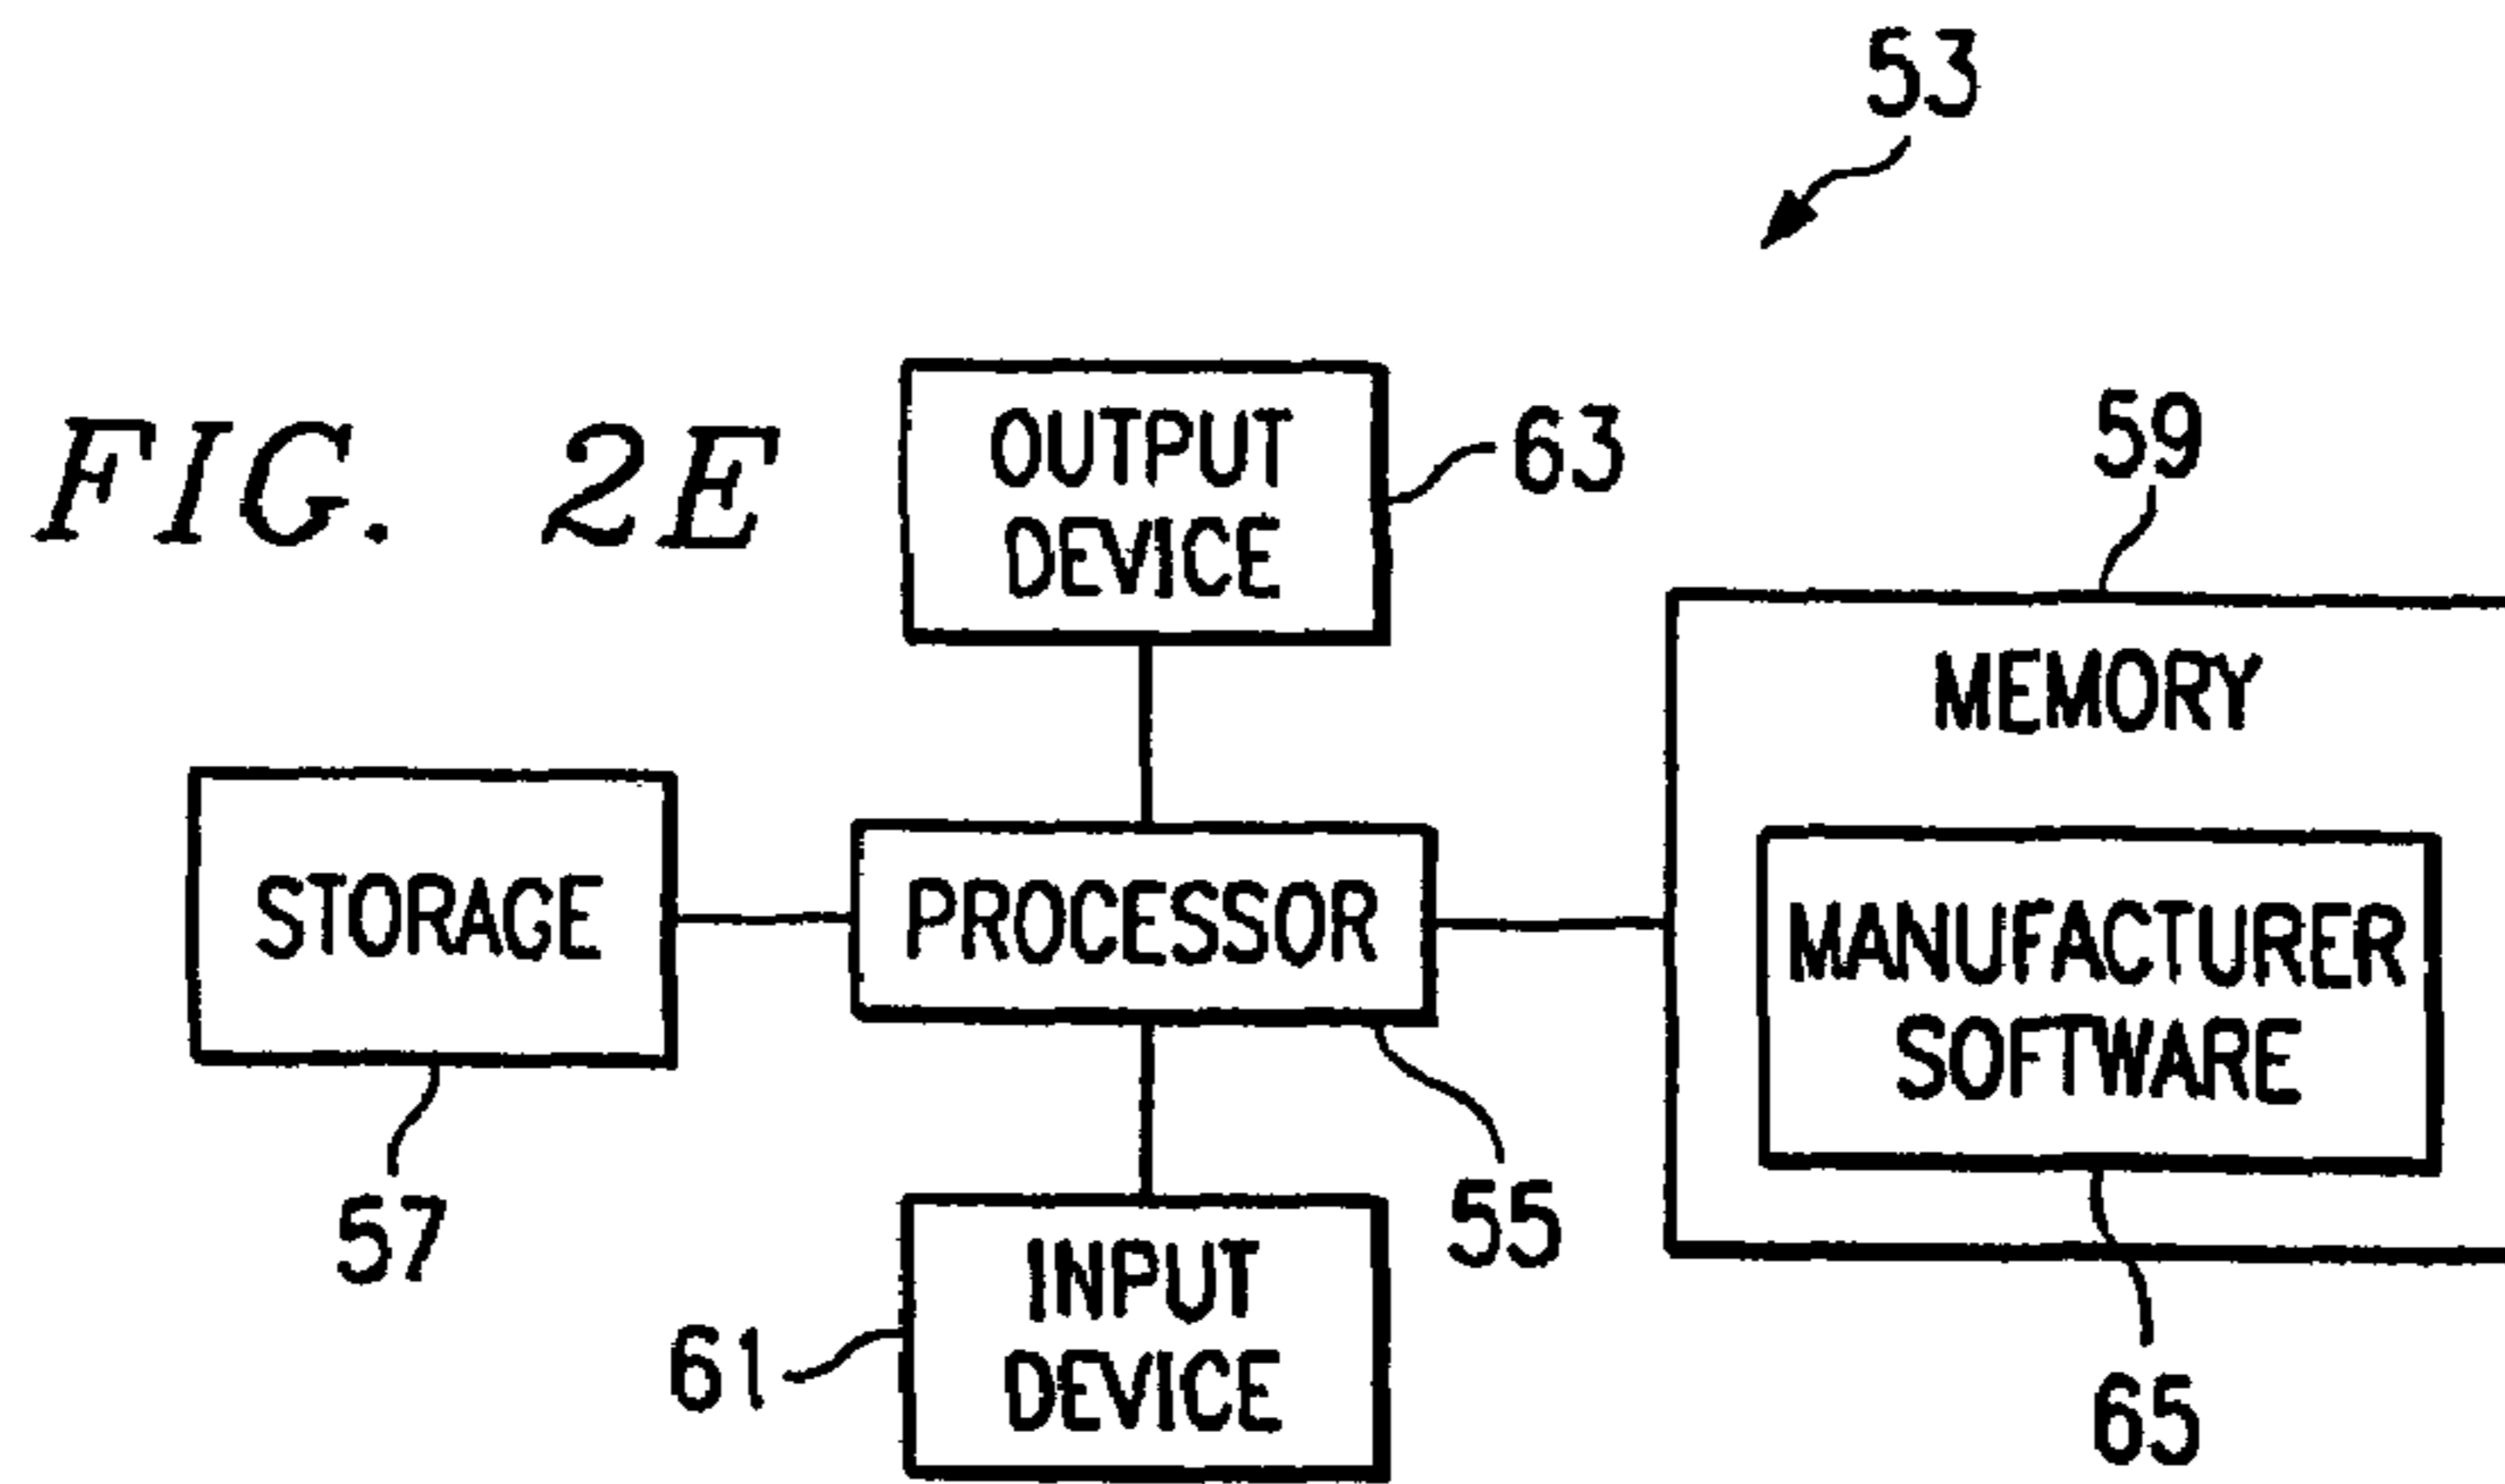 53
FIG. 2E
OUTPUT
DEVICE
63
59
MEMORY
STORAGE
PROCESSOR
MANUFACTURER
SOFTWARE
57
55
INPUT
DEVICE
61
65